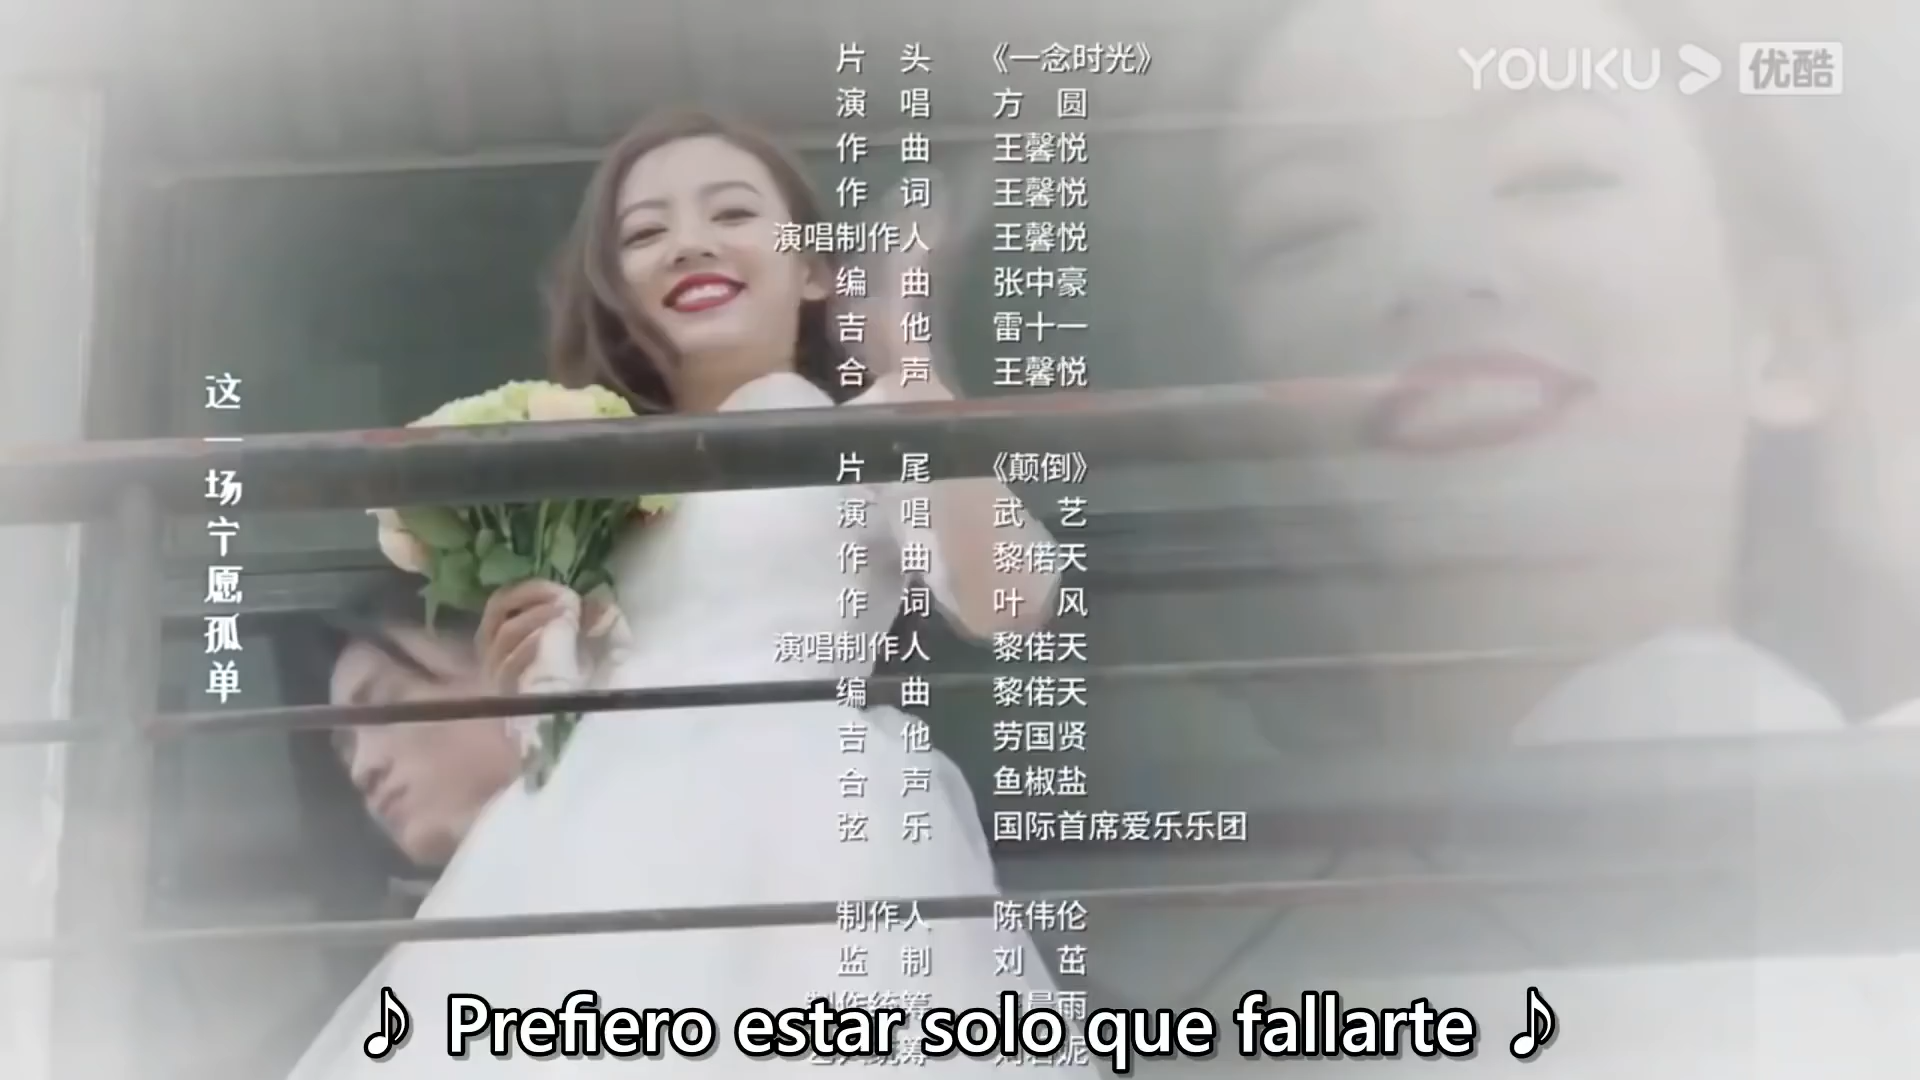 YOUKU 优酷
片 头 《一念时光》
演 唱 方 圆
作 曲 王馨悦
作 词 王馨悦
演唱制作人 王馨悦
编 曲 张中豪
吉 他 雷十一
合 声 王馨悦
这一场宁愿孤单
片 尾 《颠倒》
演 唱 武 艺
作 曲 黎偌天
作 词 叶 风
演唱制作人 黎偌天
编 曲 黎偌天
吉 他 劳国贤
合 声 鱼椒盐
弦 乐 国际首席爱乐乐团
制作人 陈伟伦
监 制 刘 茁
制作统筹 晨雨
♪ Prefiero estar solo que fallarte ♪